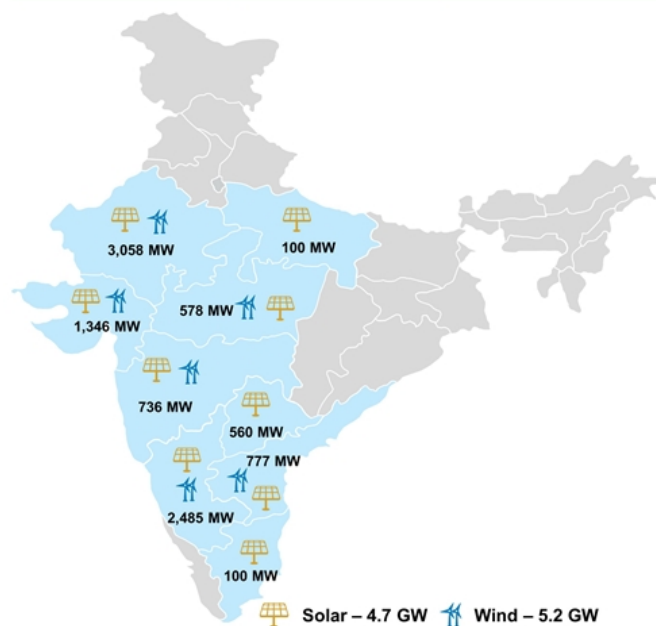 3,058 MW
100 MW
578 MW
1,346 MW
736 MW
560 MW
777 MW
2,485 MW
100 MW
Solar – 4.7 GW Wind – 5.2 GW